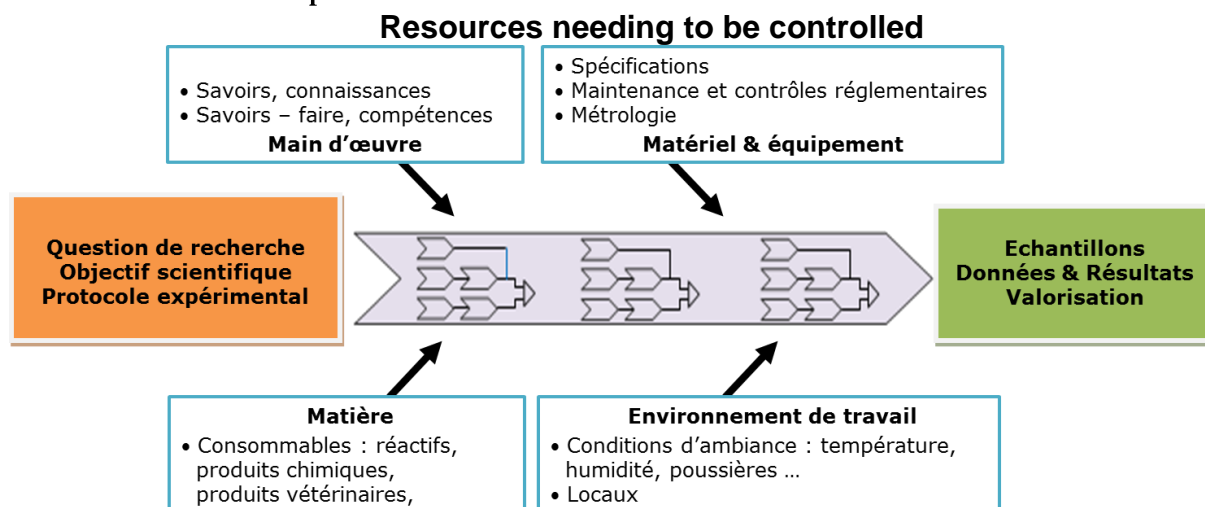 Resources needing to be controlled
• Savoirs, connaissances
• Savoirs – faire, compétences
Main d’œuvre
• Spécifications
• Maintenance et contrôles réglementaires
• Métrologie
Matériel & équipement
Question de recherche
Objectif scientifique
Protocole expérimental
Echantillons
Données & Résultats
Valorisation
Matière
• Consommables : réactifs,
produits chimiques,
produits vétérinaires,
Environnement de travail
• Conditions d’ambiance : température,
humidité, poussières ...
• Locaux